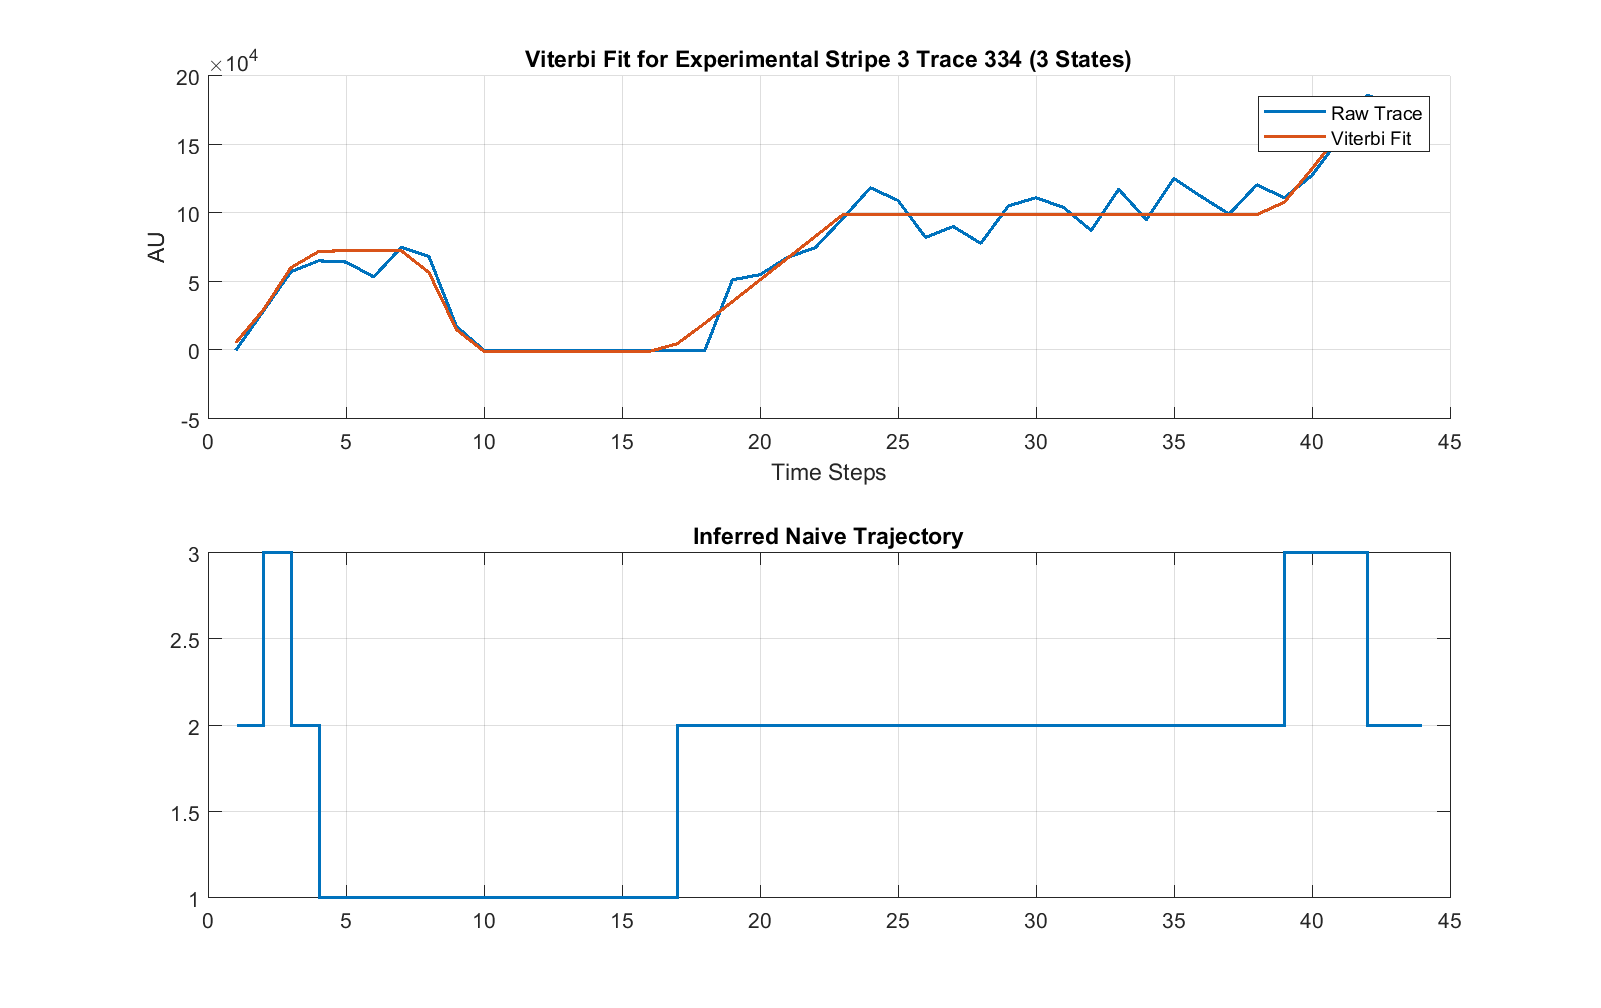 Viterbi Fit for Experimental Stripe 3 Trace 334 (3 States)
×10⁴
20
15
10
5
0
-5
AU
Raw Trace
Viterbi Fit
0 5 10 15 20 25 30 35 40 45
Time Steps
Inferred Naive Trajectory
3
2.5
2
1.5
1
0 5 10 15 20 25 30 35 40 45